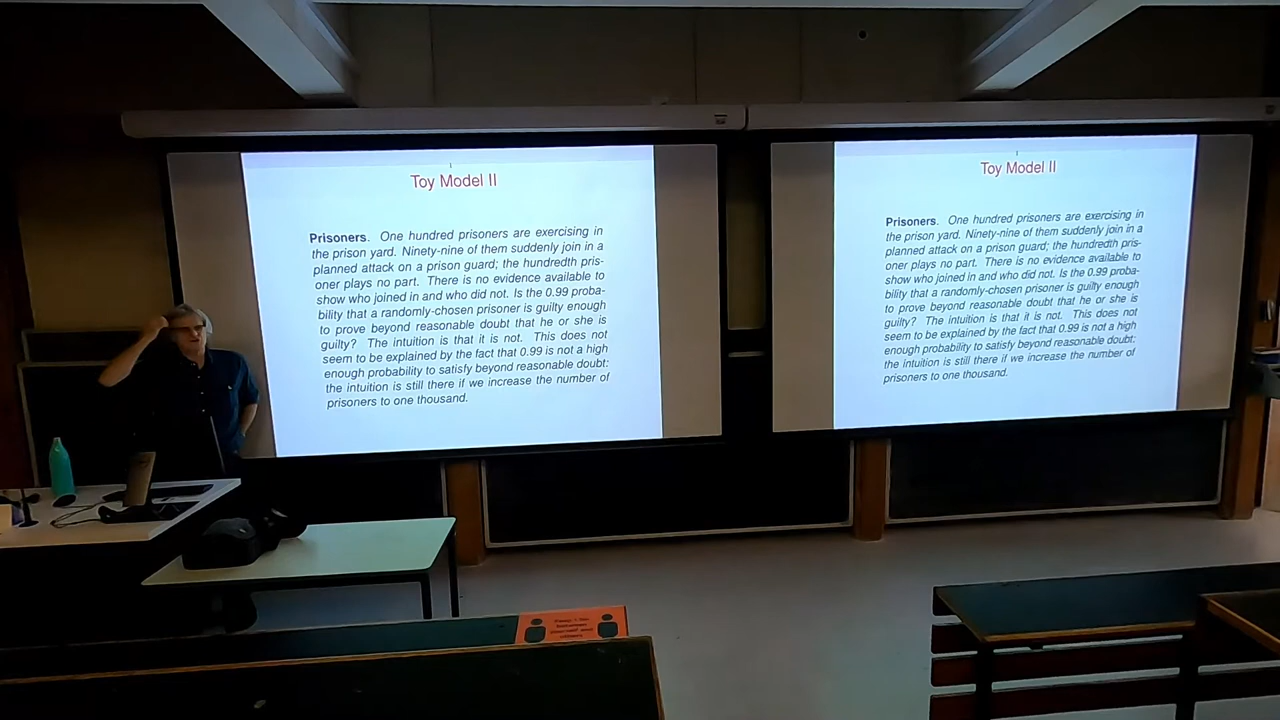 Toy Model II
Prisoners. One hundred prisoners are exercising in
the prison yard. Ninety-nine of them suddenly join in a
planned attack on a prison guard; the hundredth pris-
oner plays no part. There is no evidence available to
show who joined in and who did not. Is the 0.99 proba-
bility that a randomly-chosen prisoner is guilty enough
to prove beyond reasonable doubt that he or she is
guilty? The intuition is that it is not. This does not
seem to be explained by the fact that 0.99 is not a high
enough probability to satisfy beyond reasonable doubt:
the intuition is still there if we increase the number of
prisoners to one thousand.
Toy Model II
Prisoners. One hundred prisoners are exercising in
the prison yard. Ninety-nine of them suddenly join in a
planned attack on a prison guard; the hundredth pris-
oner plays no part. There is no evidence available to
show who joined in and who did not. Is the 0.99 proba-
bility that a randomly-chosen prisoner is guilty enough
to prove beyond reasonable doubt that he or she is
guilty? The intuition is that it is not. This does not
seem to be explained by the fact that 0.99 is not a high
enough probability to satisfy beyond reasonable doubt:
the intuition is still there if we increase the number of
prisoners to one thousand.